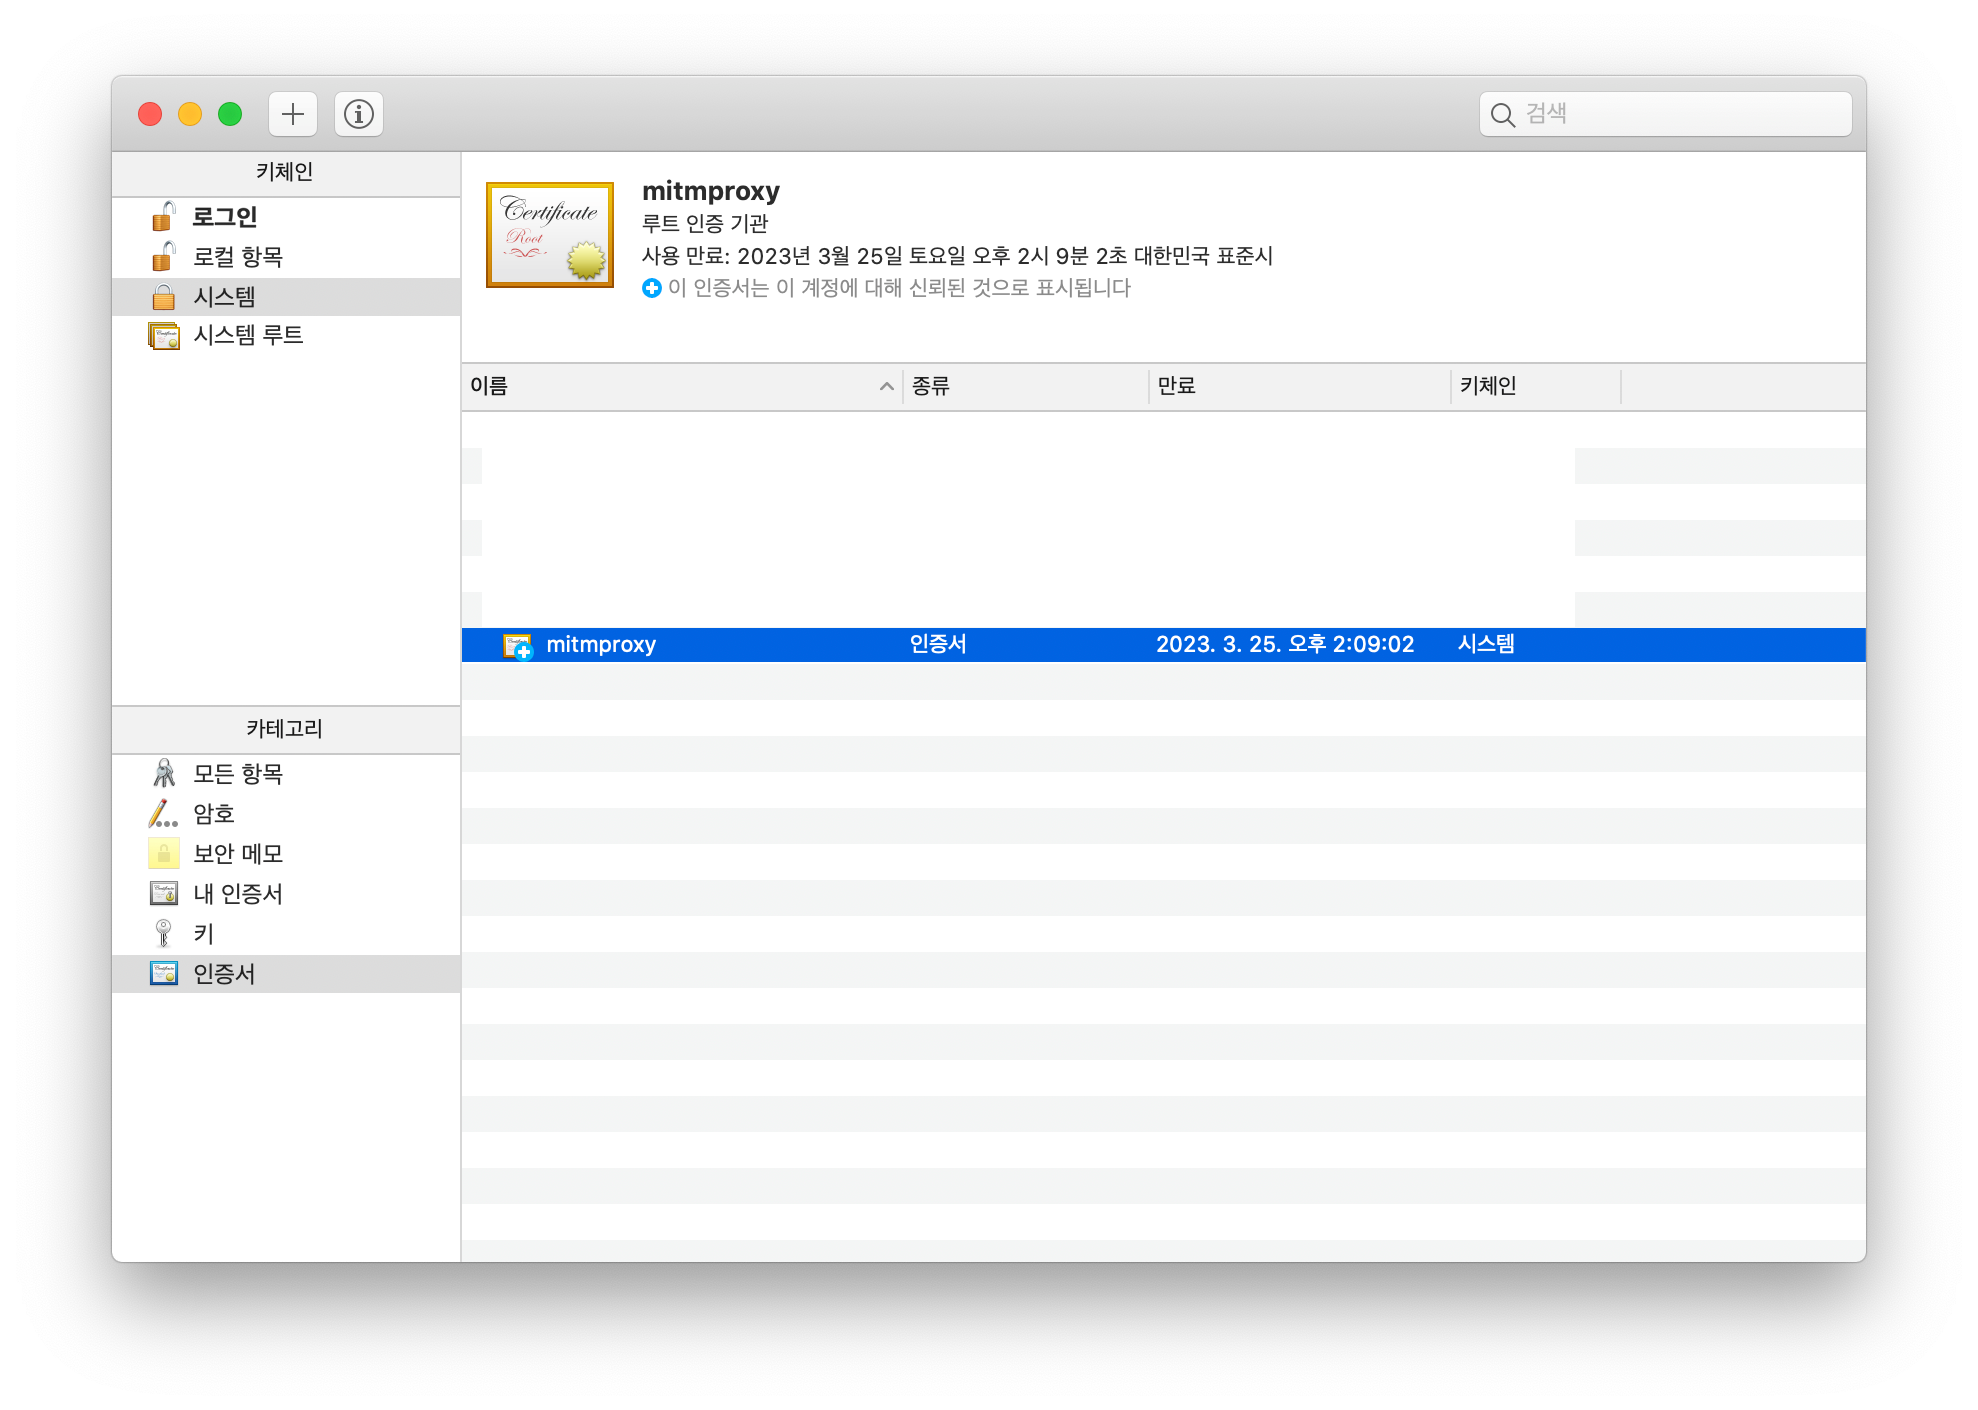 검색
키체인
로그인
로컬 항목
시스템
시스템 루트
Certificate
Root
mitmproxy
루트 인증 기관
사용 만료: 2023년 3월 25일 토요일 오후 2시 9분 2초 대한민국 표준시
이 인증서는 이 계정에 대해 신뢰된 것으로 표시됩니다
이름 종류 만료 키체인
mitmproxy 인증서 2023. 3. 25. 오후 2:09:02 시스템
카테고리
모든 항목
암호
보안 메모
내 인증서
키
인증서